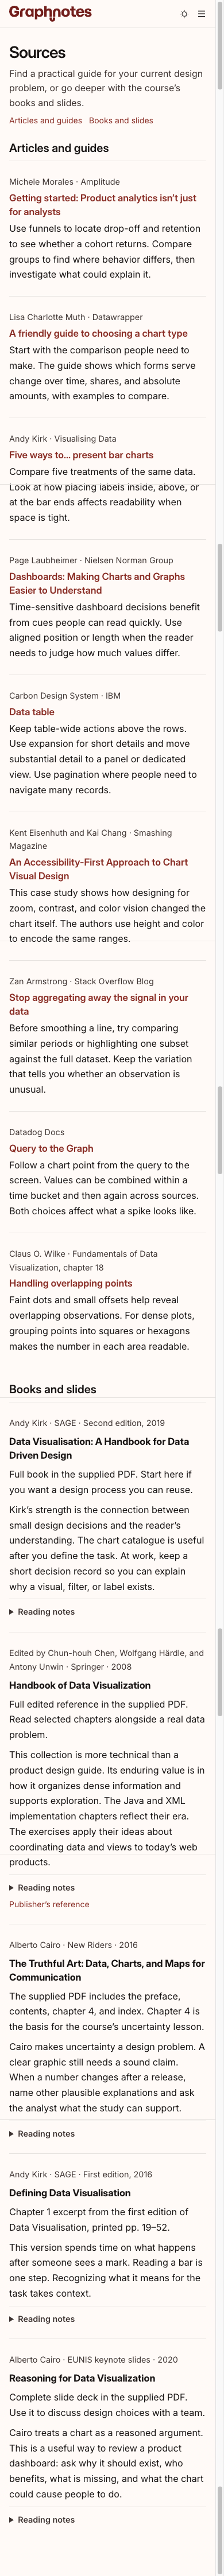 Graphnotes
Sources
Find a practical guide for your current design
problem, or go deeper with the course's
books and slides.
Articles and guides Books and slides
Articles and guides
Michele Morales · Amplitude
Getting started: Product analytics isn't just
for analysts
Use funnels to locate drop-off and retention
to see whether a cohort returns. Compare
groups to find where behavior differs, then
investigate what could explain it.
Lisa Charlotte Muth · Datawrapper
A friendly guide to choosing a chart type
Start with the comparison people need to
make. The guide shows which forms serve
change over time, shares, and absolute
amounts, with examples to compare.
Andy Kirk · Visualising Data
Five ways to… present bar charts
Compare five treatments of the same data.
Look at how placing labels inside, above, or
at the bar ends affects readability when
space is tight.
Page Laubheimer · Nielsen Norman Group
Dashboards: Making Charts and Graphs
Easier to Understand
Time-sensitive dashboard decisions benefit
from cues people can read quickly. Use
aligned position or length when the reader
needs to judge how much values differ.
Carbon Design System · IBM
Data table
Keep table-wide actions above the rows.
Use expansion for short details and move
substantial detail to a panel or dedicated
view. Use pagination where people need to
navigate many records.
Kent Eisenhuth and Kai Chang · Smashing
Magazine
An Accessibility-First Approach to Chart
Visual Design
This case study shows how designing for
zoom, contrast, and color vision changed the
chart itself. The authors use height and color
to encode the same ranges.
Zan Armstrong · Stack Overflow Blog
Stop aggregating away the signal in your
data
Before smoothing a line, try comparing
similar periods or highlighting one subset
against the full dataset. Keep the variation
that tells you whether an observation is
unusual.
Datadog Docs
Query to the Graph
Follow a chart point from the query to the
screen. Values can be combined within a
time bucket and then again across sources.
Both choices affect what a spike looks like.
Claus O. Wilke · Fundamentals of Data
Visualization, chapter 18
Handling overlapping points
Faint dots and small offsets help reveal
overlapping observations. For dense plots,
grouping points into squares or hexagons
makes the number in each area readable.
Books and slides
Andy Kirk · SAGE · Second edition, 2019
Data Visualisation: A Handbook for Data
Driven Design
Full book in the supplied PDF. Start here if
you want a design process you can reuse.
Kirk's strength is the connection between
small design decisions and the reader's
understanding. The chart catalogue is useful
after you define the task. At work, keep a
short decision record so you can explain
why a visual, filter, or label exists.
Reading notes
Edited by Chun-houh Chen, Wolfgang Härdle, and
Antony Unwin · Springer · 2008
Handbook of Data Visualization
Full edited reference in the supplied PDF.
Read selected chapters alongside a real data
problem.
This collection is more technical than a
product design guide. Its enduring value is in
how it organizes dense information and
supports exploration. The Java and XML
implementation chapters reflect their era.
The exercises apply their ideas about
coordinating data and views to today's web
products.
Reading notes
Publisher's reference
Alberto Cairo · New Riders · 2016
The Truthful Art: Data, Charts, and Maps for
Communication
The supplied PDF includes the preface,
contents, chapter 4, and index. Chapter 4 is
the basis for the course's uncertainty lesson.
Cairo makes uncertainty a design problem. A
clear graphic still needs a sound claim.
When a number changes after a release,
name other plausible explanations and ask
the analyst what the study can support.
Reading notes
Andy Kirk · SAGE · First edition, 2016
Defining Data Visualisation
Chapter 1 excerpt from the first edition of
Data Visualisation, printed pp. 19–52.
This version spends time on what happens
after someone sees a mark. Reading a bar is
one step. Recognizing what it means for the
task takes context.
Reading notes
Alberto Cairo · EUNIS keynote slides · 2020
Reasoning for Data Visualization
Complete slide deck in the supplied PDF.
Use it to discuss design choices with a team.
Cairo treats a chart as a reasoned argument.
This is a useful way to review a product
dashboard: ask why it should exist, who
benefits, what is missing, and what the chart
could cause people to do.
Reading notes